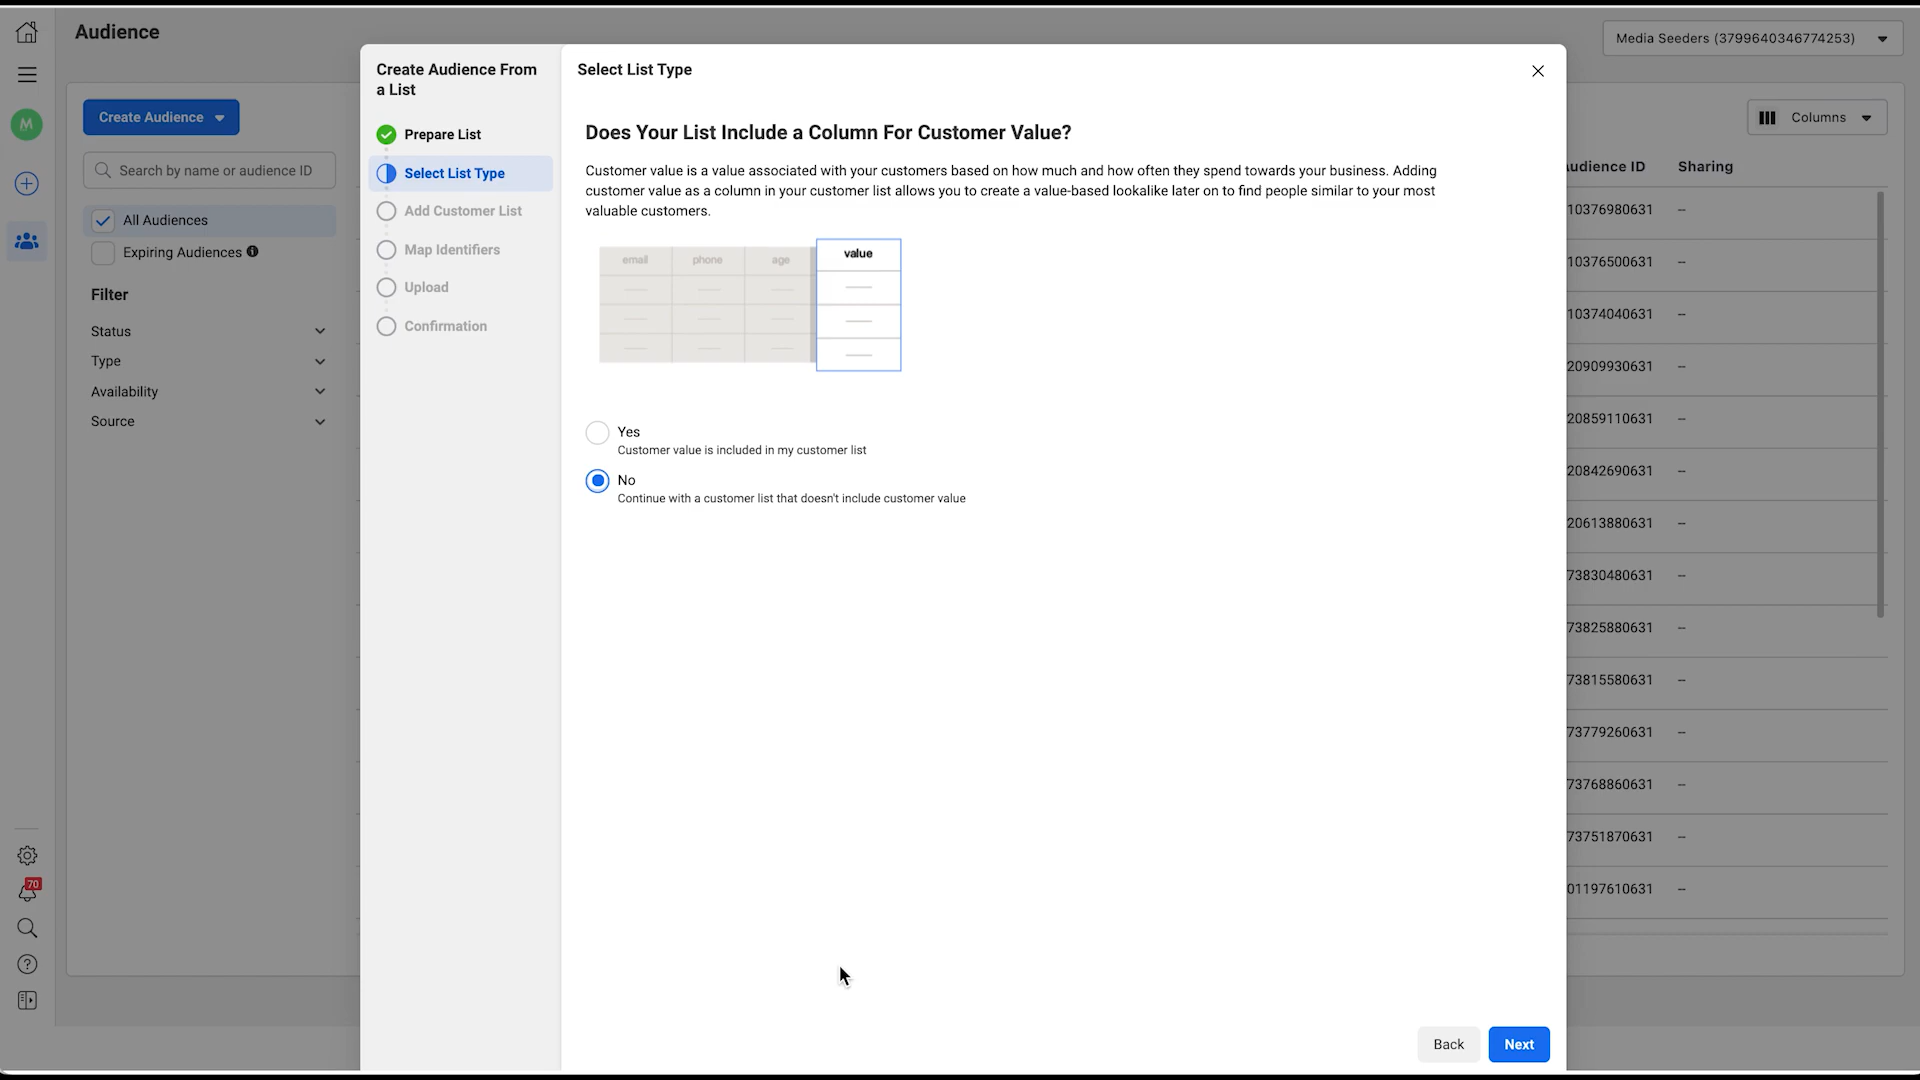 Audience
Media Seeders (3799640346774253)
M
Create Audience
Search by name or audience ID
All Audiences
Expiring Audiences
Filter
Status
Type
Availability
Source
70
Create Audience From
a List
Prepare List
Select List Type
Add Customer List
Map Identifiers
Upload
Confirmation
Select List Type
Does Your List Include a Column For Customer Value?
Customer value is a value associated with your customers based on how much and how often they spend towards your business. Adding
customer value as a column in your customer list allows you to create a value-based lookalike later on to find people similar to your most
valuable customers.
email phone age value
Yes
Customer value is included in my customer list
No
Continue with a customer list that doesn't include customer value
Back Next
Columns
Audience ID Sharing
10376980631 --
10376500631 --
10374040631 --
20909930631 --
20859110631 --
20842690631 --
20613880631 --
73830480631 --
73825880631 --
73815580631 --
73779260631 --
73768860631 --
73751870631 --
01197610631 --